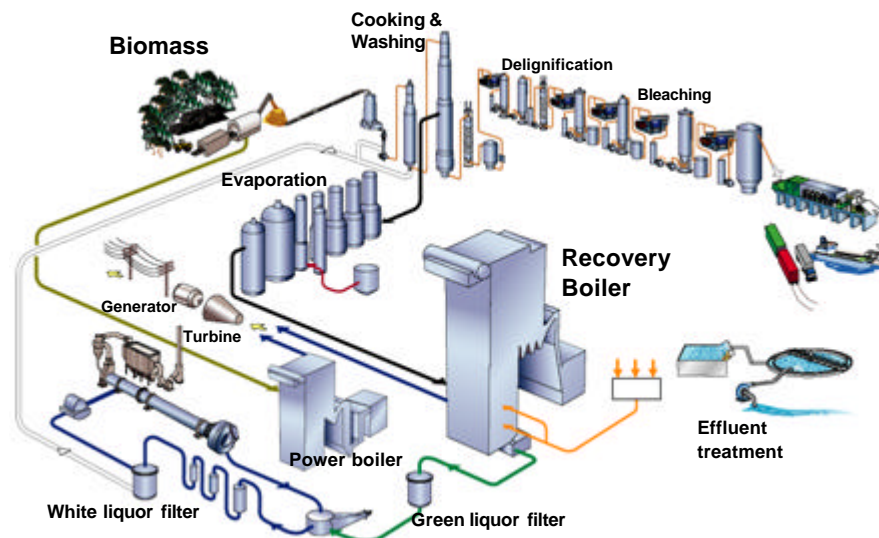 Cooking &
Washing
Biomass
Delignification
Bleaching
Evaporation
Recovery
Boiler
Generator
Turbine
Effluent
treatment
Power boiler
White liquor filter
Green liquor filter